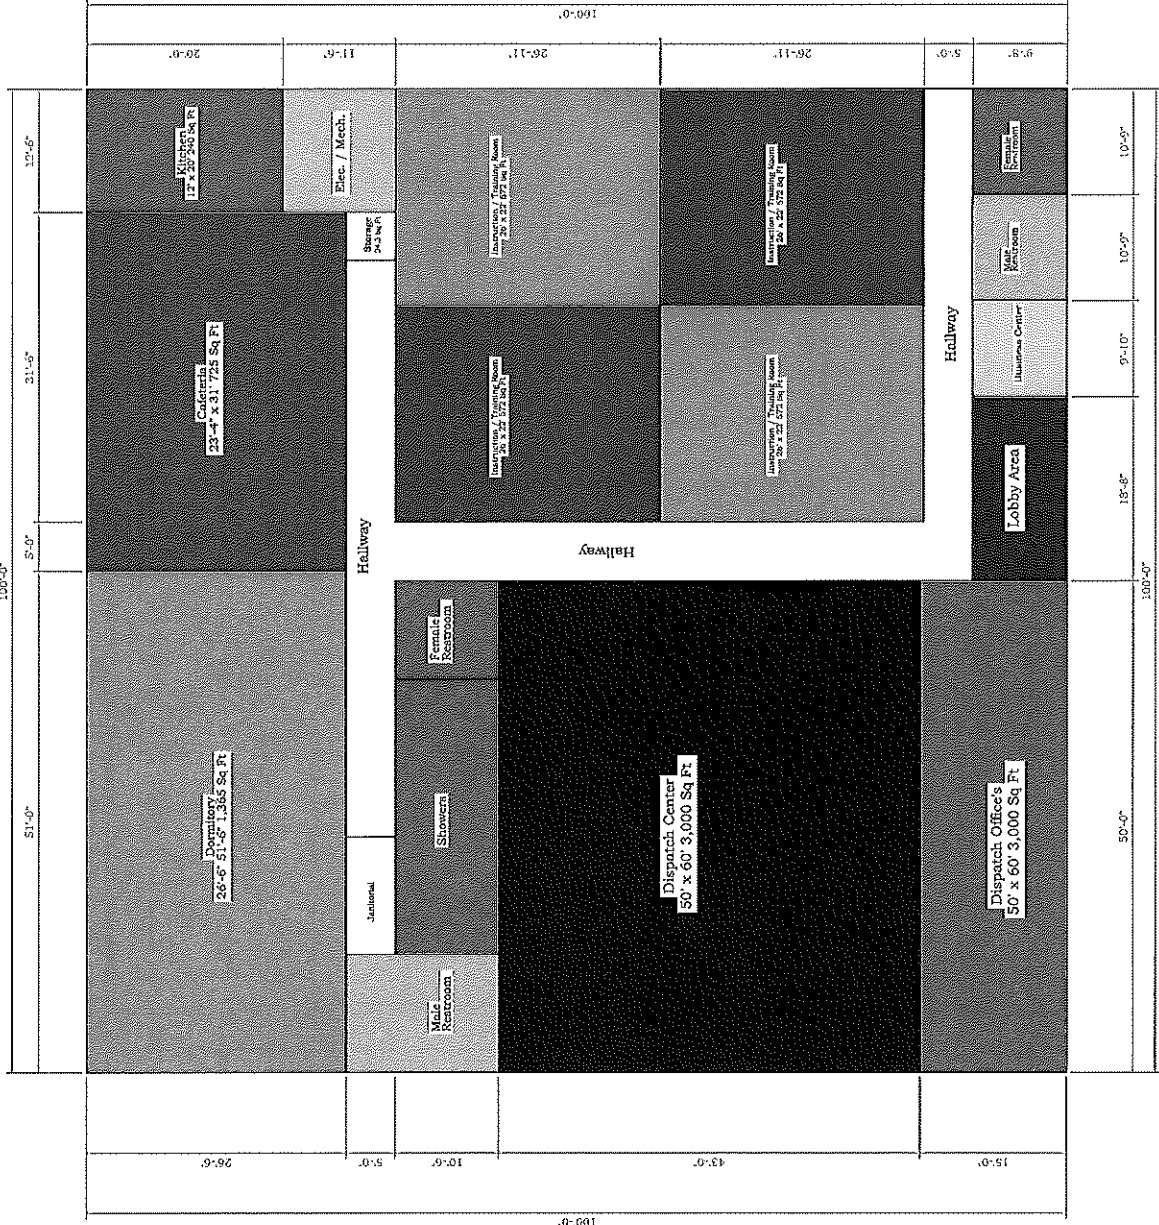 100'-0"
20'-0"
11'-6"
26'-11"
26'-11"
5'-0"
9'-8"
12'-6"
31'-6"
5'-0"
51'-0"
100'-0"
Kitchen
12' x 20' 240 Sq Ft
Elec. / Mech.
Storage
Cafeteria
23'-4" x 31' 725 Sq Ft
Instruction / Training Room
26' x 22' 572 Sq Ft
Instruction / Training Room
26' x 22' 572 Sq Ft
Instruction / Training Room
26' x 22' 572 Sq Ft
Instruction / Training Room
26' x 22' 572 Sq Ft
Female
Restroom
Male
Restroom
Business Center
Lobby Area
Hallway
Hallway
Hallway
Dormitory
26'-6" 51'-6" 1,365 Sq Ft
Janitorial
Female
Restroom
Showers
Male
Restroom
Dispatch Center
50' x 60' 3,000 Sq Ft
Dispatch Office's
50' x 60' 3,000 Sq Ft
10'-9"
10'-9"
9'-10"
18'-8"
50'-0"
100'-0"
26'-6"
5'-0"
10'-6"
43'-0"
15'-0"
100'-0"